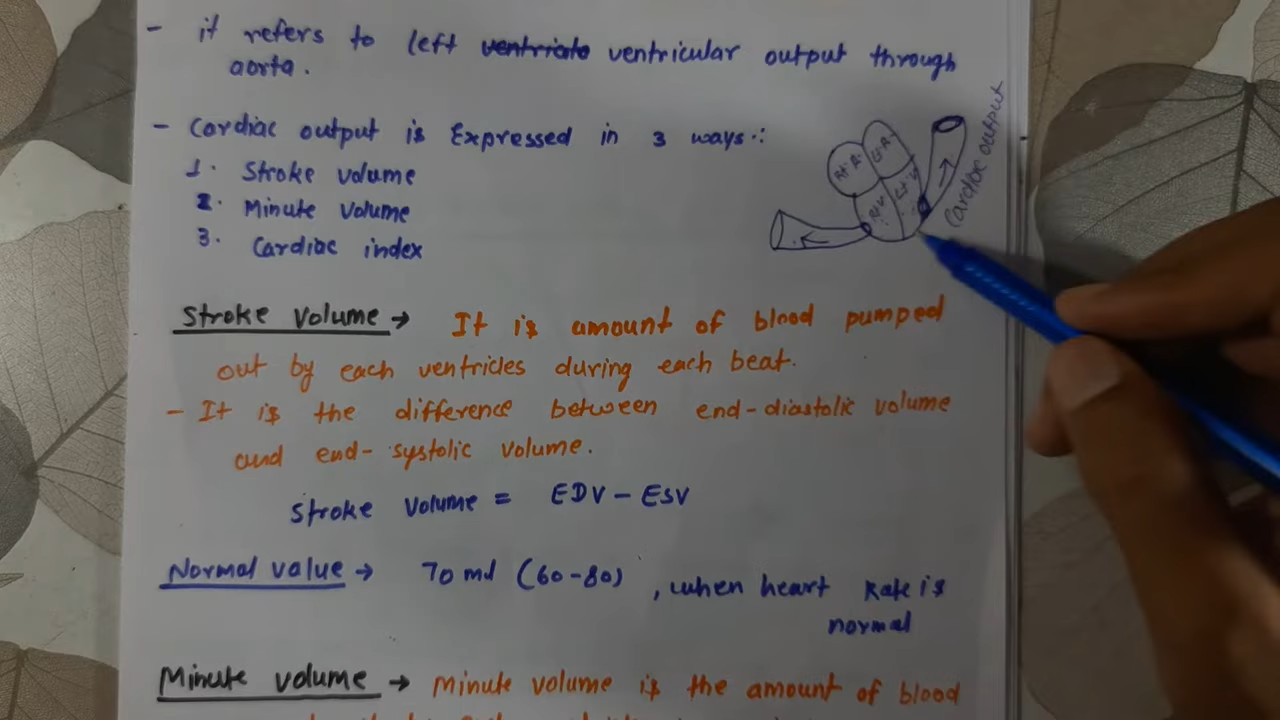 - it refers to left ventricular output through
aorta.
- Cardiac output is Expressed in 3 ways :
1. Stroke volume
2. Minute volume
3. Cardiac index
Rt. A.
Lt. A.
Rt. V.
Lt. V.
Cardiac output
Stroke volume → It is amount of blood pumped
out by each ventricles during each beat.
- It is the difference between end-diastolic volume
and end-systolic volume.
Stroke volume = EDV - ESV
Normal value → 70 ml (60-80), when heart Rate is
normal
Minute volume → Minute volume is the amount of blood